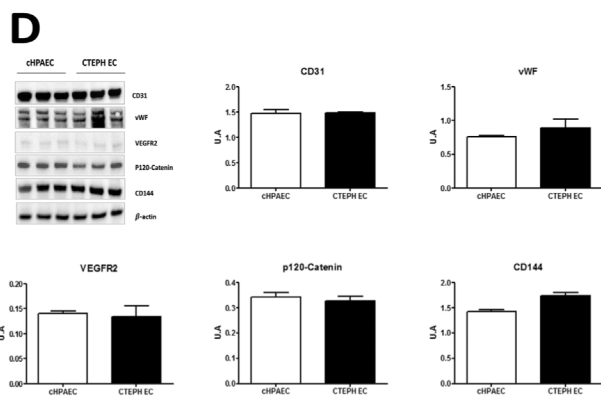 D
cHPAEC CTEPH EC
CD31
vWF
VEGFR2
P120-Catenin
CD144
β-actin
CD31
U.A
2.0
1.5
1.0
0.5
0.0
cHPAEC CTEPH EC
vWF
U.A
1.5
1.0
0.5
0.0
cHPAEC CTEPH EC
VEGFR2
U.A
0.20
0.15
0.10
0.05
0.00
cHPAEC CTEPH EC
p120-Catenin
U.A
0.4
0.3
0.2
0.1
0.0
cHPAEC CTEPH EC
CD144
U.A
2.0
1.5
1.0
0.5
0.0
cHPAEC CTEPH EC